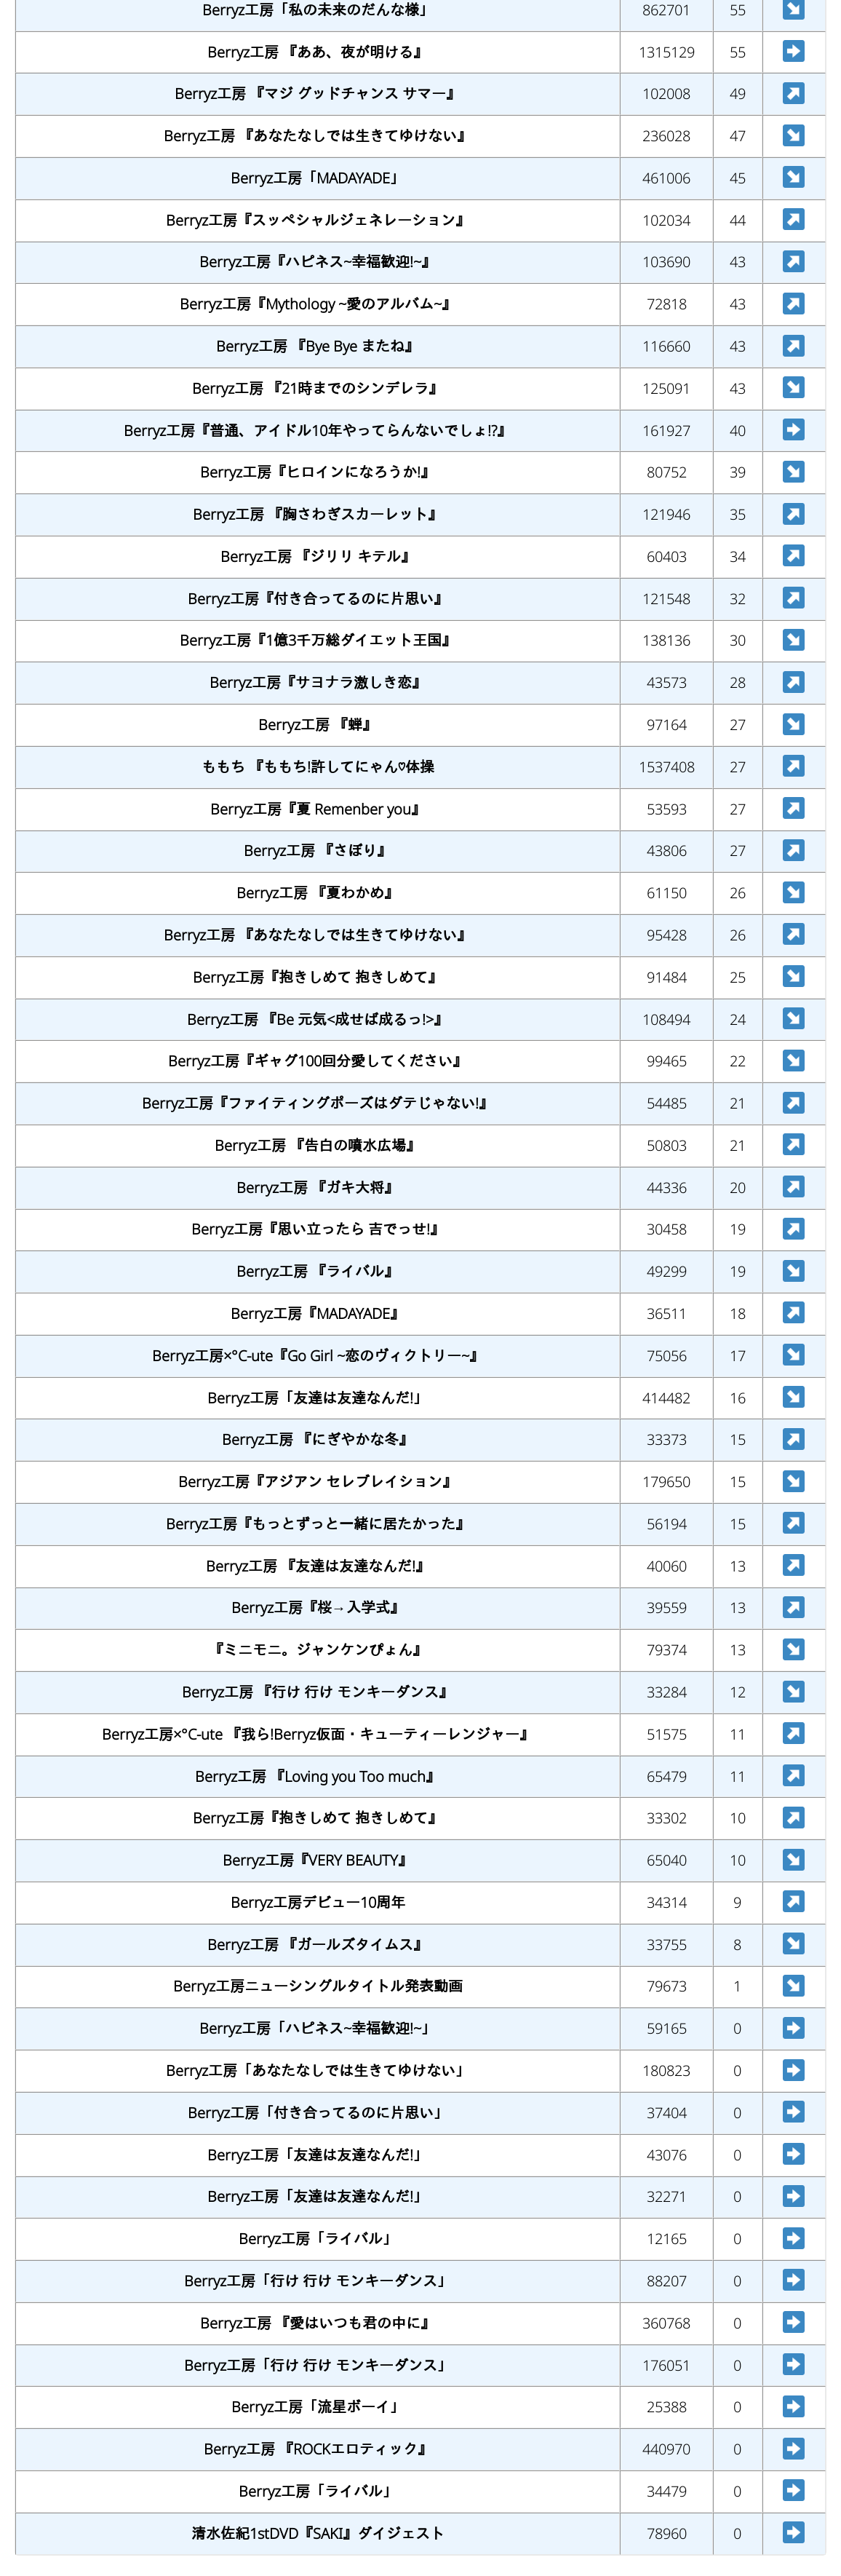 Berryz工房「私の未来のだんな様」 862701 55 ↘
Berryz工房 『ああ、夜が明ける』 1315129 55 ➡
Berryz工房 『マジ グッドチャンス サマー』 102008 49 ↗
Berryz工房 『あなたなしでは生きてゆけない』 236028 47 ↘
Berryz工房「MADAYADE」 461006 45 ↘
Berryz工房『スッペシャルジェネレ〜ション』 102034 44 ↗
Berryz工房『ハピネス~幸福歓迎!~』 103690 43 ↗
Berryz工房『Mythology ~愛のアルバム~』 72818 43 ↗
Berryz工房 『Bye Bye またね』 116660 43 ↗
Berryz工房 『21時までのシンデレラ』 125091 43 ↘
Berryz工房『普通、アイドル10年やってらんないでしょ!?』 161927 40 ➡
Berryz工房『ヒロインになろうか!』 80752 39 ↘
Berryz工房 『胸さわぎスカーレット』 121946 35 ↗
Berryz工房 『ジリリ キテル』 60403 34 ↗
Berryz工房『付き合ってるのに片思い』 121548 32 ↗
Berryz工房『1億3千万総ダイエット王国』 138136 30 ↘
Berryz工房『サヨナラ激しき恋』 43573 28 ↗
Berryz工房 『蝉』 97164 27 ↘
ももち 『ももち!許してにゃん♡体操 1537408 27 ↗
Berryz工房『夏 Remenber you』 53593 27 ↗
Berryz工房 『さぼり』 43806 27 ↗
Berryz工房 『夏わかめ』 61150 26 ↘
Berryz工房 『あなたなしでは生きてゆけない』 95428 26 ↗
Berryz工房『抱きしめて 抱きしめて』 91484 25 ↘
Berryz工房 『Be 元気<成せば成るっ!>』 108494 24 ↘
Berryz工房『ギャグ100回分愛してください』 99465 22 ↘
Berryz工房『ファイティングポーズはダテじゃない!』 54485 21 ↗
Berryz工房 『告白の噴水広場』 50803 21 ↗
Berryz工房 『ガキ大将』 44336 20 ↗
Berryz工房『思い立ったら 吉でっせ!』 30458 19 ↗
Berryz工房 『ライバル』 49299 19 ↘
Berryz工房『MADAYADE』 36511 18 ↗
Berryz工房×°C-ute『Go Girl ~恋のヴィクトリー~』 75056 17 ↘
Berryz工房「友達は友達なんだ!」 414482 16 ↘
Berryz工房 『にぎやかな冬』 33373 15 ↗
Berryz工房『アジアン セレブレイション』 179650 15 ↘
Berryz工房『もっとずっと一緒に居たかった』 56194 15 ↗
Berryz工房 『友達は友達なんだ!』 40060 13 ↗
Berryz工房『桜→入学式』 39559 13 ↗
『ミニモニ。ジャンケンぴょん』 79374 13 ↘
Berryz工房 『行け 行け モンキーダンス』 33284 12 ↘
Berryz工房×°C-ute 『我ら!Berryz仮面・キューティーレンジャー』 51575 11 ↗
Berryz工房 『Loving you Too much』 65479 11 ↗
Berryz工房『抱きしめて 抱きしめて』 33302 10 ↗
Berryz工房『VERY BEAUTY』 65040 10 ↘
Berryz工房デビュー10周年 34314 9 ↗
Berryz工房 『ガールズタイムス』 33755 8 ↘
Berryz工房ニューシングルタイトル発表動画 79673 1 ↘
Berryz工房「ハピネス~幸福歓迎!~」 59165 0 ➡
Berryz工房「あなたなしでは生きてゆけない」 180823 0 ➡
Berryz工房「付き合ってるのに片思い」 37404 0 ➡
Berryz工房「友達は友達なんだ!」 43076 0 ➡
Berryz工房「友達は友達なんだ!」 32271 0 ➡
Berryz工房「ライバル」 12165 0 ➡
Berryz工房「行け 行け モンキーダンス」 88207 0 ➡
Berryz工房 『愛はいつも君の中に』 360768 0 ➡
Berryz工房「行け 行け モンキーダンス」 176051 0 ➡
Berryz工房「流星ボーイ」 25388 0 ➡
Berryz工房 『ROCKエロティック』 440970 0 ➡
Berryz工房「ライバル」 34479 0 ➡
清水佐紀1stDVD『SAKI』ダイジェスト 78960 0 ➡